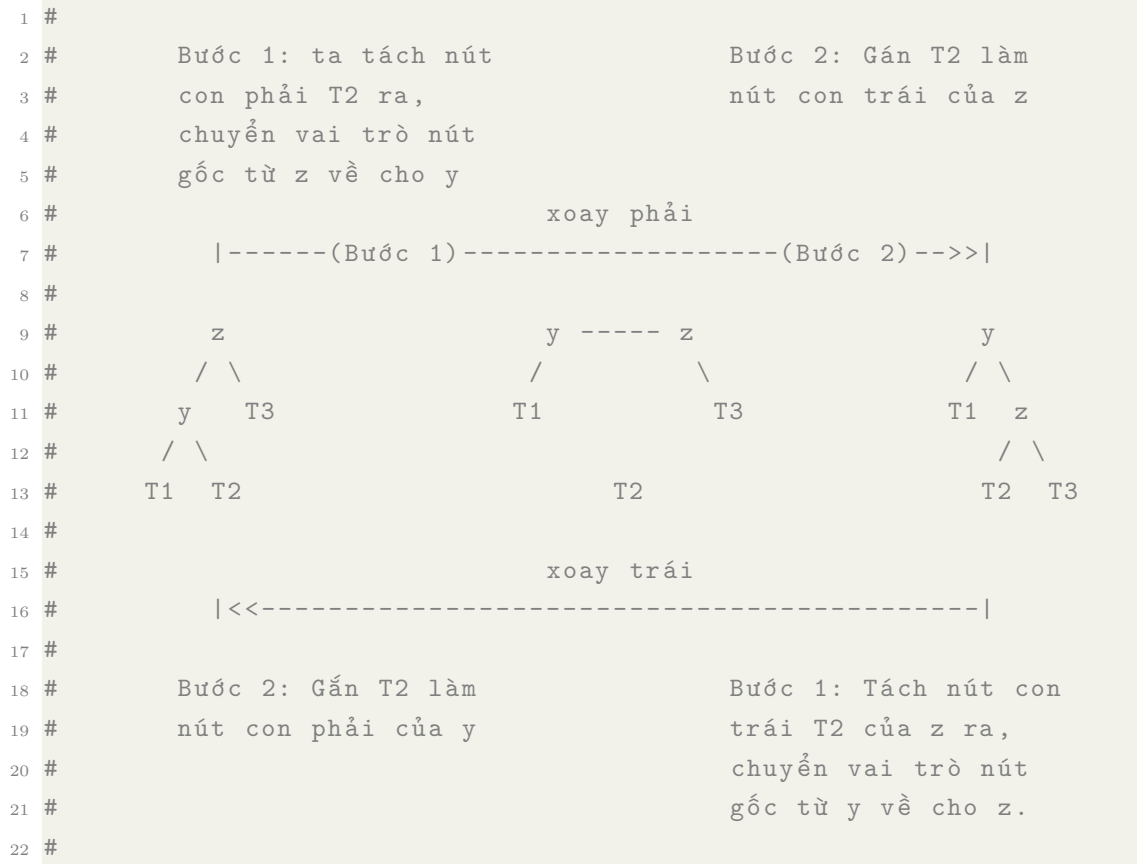 1 #
2 #       Bước 1: ta tách nút              Bước 2: Gán T2 làm
3 #       con phải T2 ra,                  nút con trái của z
4 #       chuyển vai trò nút
5 #       gốc từ z về cho y
6 #                             xoay phải
7 #         |------(Bước 1)-------------------(Bước 2)-->>|
8 #
9 #         z                   y ----- z                 y
10 #        / \                 /         \               / \
11 #       y   T3              T1          T3            T1  z
12 #      / \                                               / \
13 #     T1  T2                      T2                    T2  T3
14 #
15 #                             xoay trái
16 #         |<<-------------------------------------------|
17 #
18 #       Bước 2: Gắn T2 làm               Bước 1: Tách nút con
19 #       nút con phải của y               trái T2 của z ra,
20 #                                        chuyển vai trò nút
21 #                                        gốc từ y về cho z.
22 #